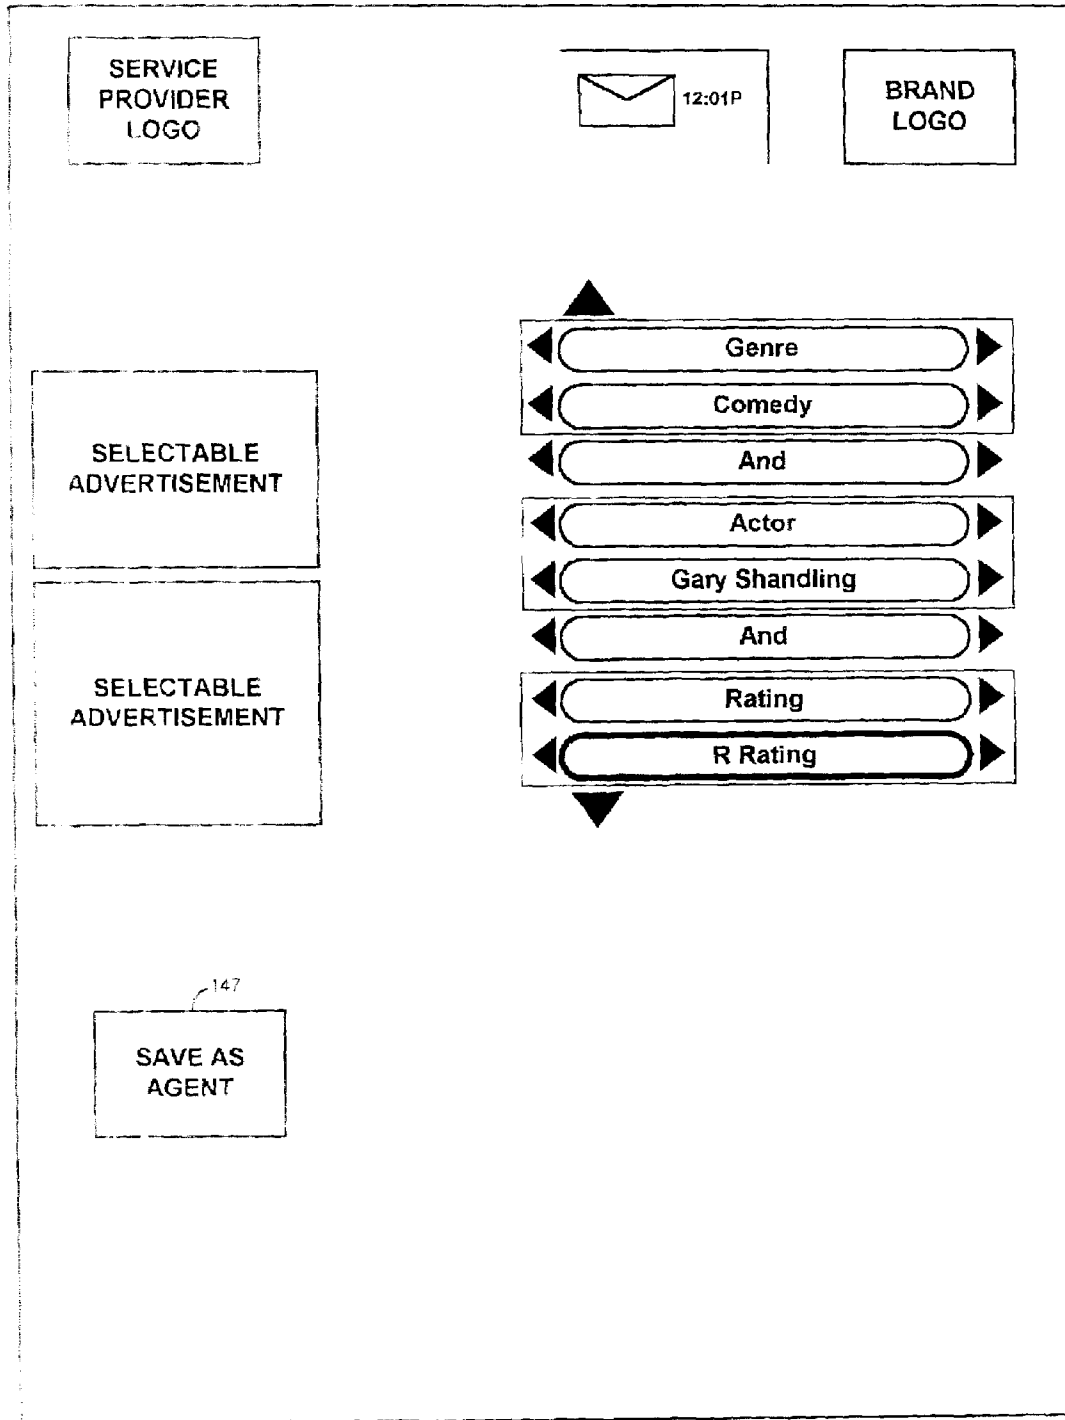 SERVICE
PROVIDER
LOGO
12:01P
BRAND
LOGO
Genre
Comedy
And
Actor
Gary Shandling
And
Rating
R Rating
SELECTABLE
ADVERTISEMENT
SELECTABLE
ADVERTISEMENT
147
SAVE AS
AGENT